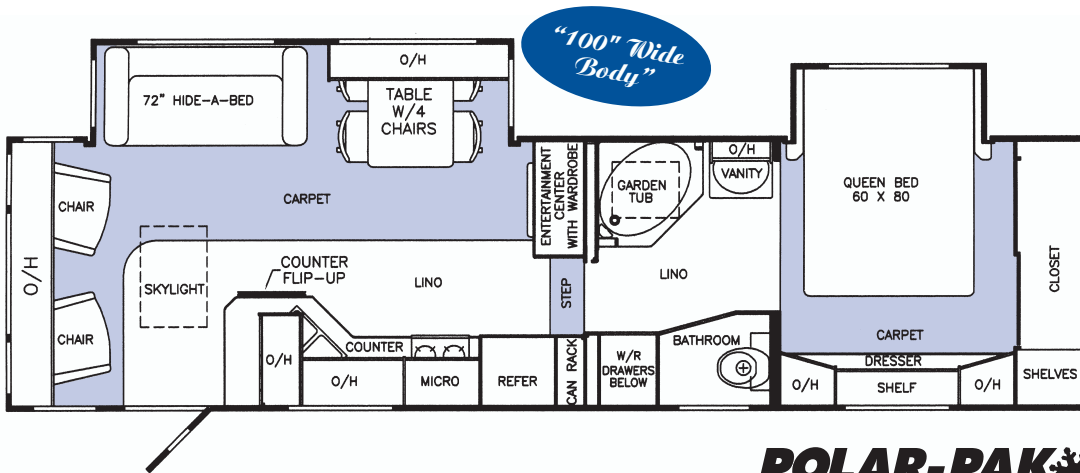 "100" Wide
Body"
O/H
72" HIDE-A-BED
TABLE
W/4
CHAIRS
CHAIR
CARPET
ENTERTAINMENT
CENTER
WITH WARDROBE
GARDEN
TUB
O/H
VANITY
QUEEN BED
60 X 80
CLOSET
O/H
SKYLIGHT
COUNTER
FLIP-UP
LINO
STEP
LINO
CHAIR
O/H
COUNTER
O/H
MICRO
REFER
CAN RACK
W/R
DRAWERS
BELOW
BATHROOM
CARPET
DRESSER
O/H
SHELF
O/H
SHELVES
POLAR-PAK